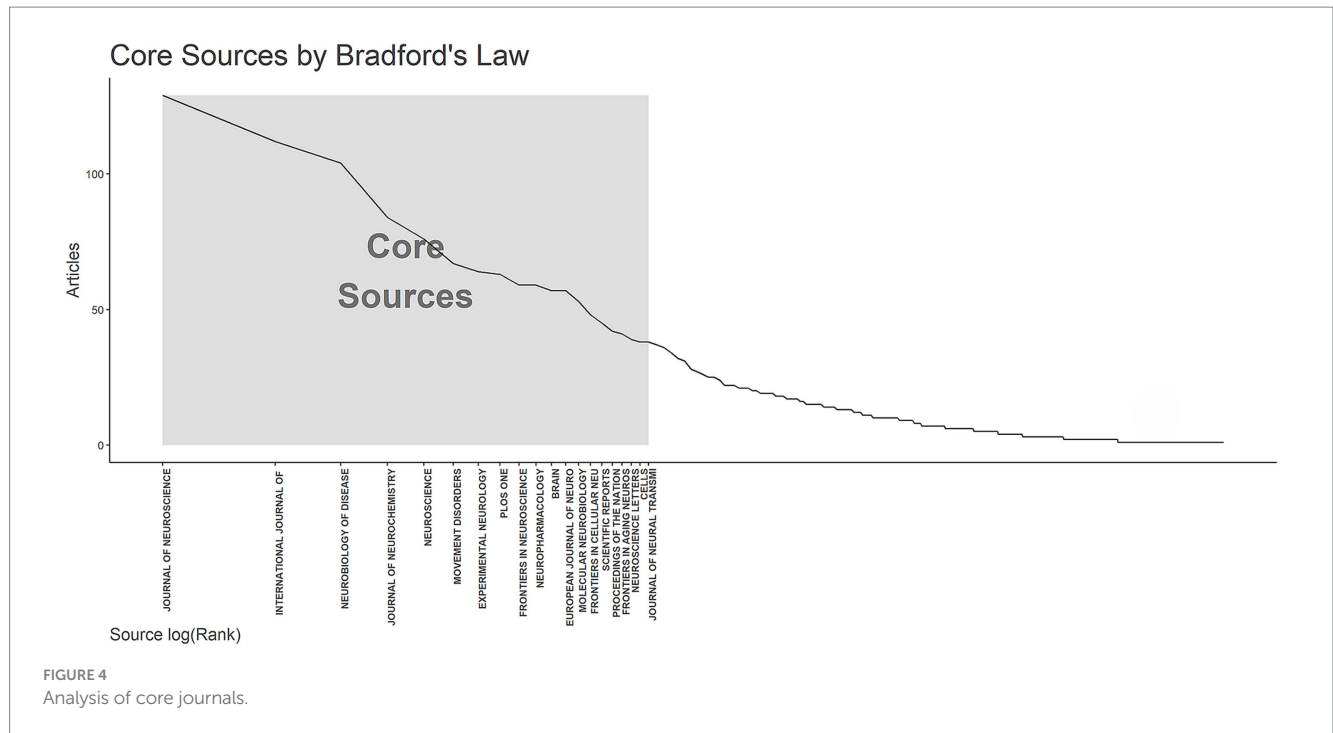 Core Sources by Bradford's Law
Articles
100
50
0
Core
Sources
JOURNAL OF NEUROSCIENCE
INTERNATIONAL JOURNAL OF
NEUROBIOLOGY OF DISEASE
JOURNAL OF NEUROCHEMISTRY
NEUROSCIENCE
MOVEMENT DISORDERS
EXPERIMENTAL NEUROLOGY
PLOS ONE
FRONTIERS IN NEUROSCIENCE
NEUROPHARMACOLOGY
BRAIN
EUROPEAN JOURNAL OF NEURO
MOLECULAR NEUROBIOLOGY
FRONTIERS IN CELLULAR NEU
SCIENTIFIC REPORTS
PROCEEDINGS OF THE NATION
FRONTIERS IN AGING NEUROS
NEUROSCIENCE LETTERS
CELLS
JOURNAL OF NEURAL TRANSMI
Source log(Rank)
FIGURE 4
Analysis of core journals.